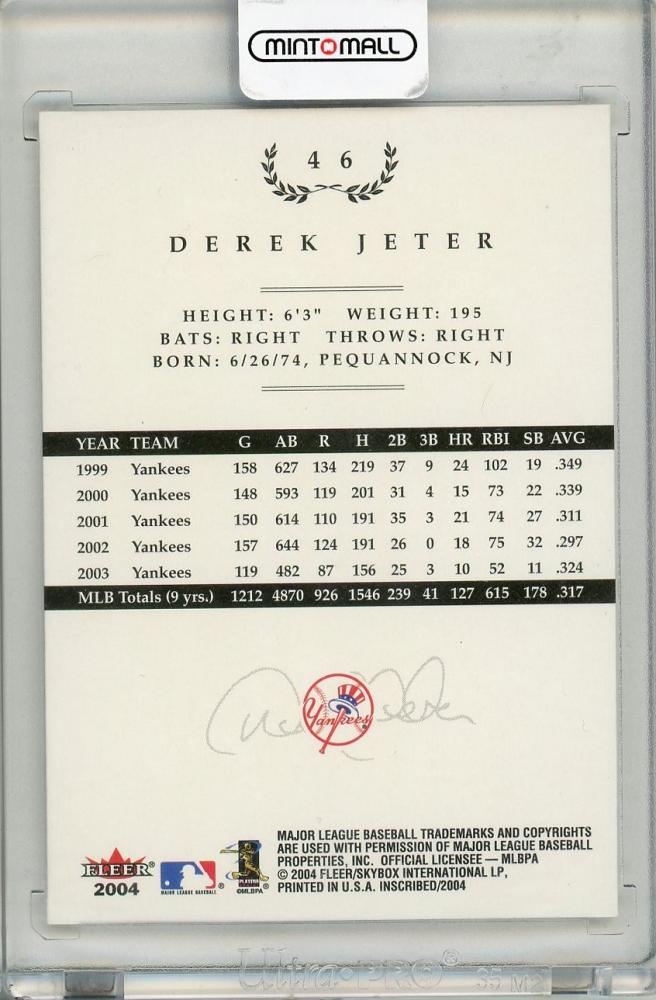 MINTOMALL
46
DEREK JETER
HEIGHT: 6'3" WEIGHT: 195
BATS: RIGHT THROWS: RIGHT
BORN: 6/26/74, PEQUANNOCK, NJ
YEAR TEAM G AB R H 2B 3B HR RBI SB AVG
1999 Yankees 158 627 134 219 37 9 24 102 19 .349
2000 Yankees 148 593 119 201 31 4 15 73 22 .339
2001 Yankees 150 614 110 191 35 3 21 74 27 .311
2002 Yankees 157 644 124 191 26 0 18 75 32 .297
2003 Yankees 119 482 87 156 25 3 10 52 11 .324
MLB Totals (9 yrs.) 1212 4870 926 1546 239 41 127 615 178 .317
Derek Jeter
Yankees
MAJOR LEAGUE BASEBALL TRADEMARKS AND COPYRIGHTS
ARE USED WITH PERMISSION OF MAJOR LEAGUE BASEBALL
PROPERTIES, INC. OFFICIAL LICENSEE — MLBPA
© 2004 FLEER/SKYBOX INTERNATIONAL LP,
PRINTED IN U.S.A. INSCRIBED/2004
FLEER®
2004
MAJOR LEAGUE BASEBALL®
PLAYERS
©MLBPA
Ultra·PRO® 35